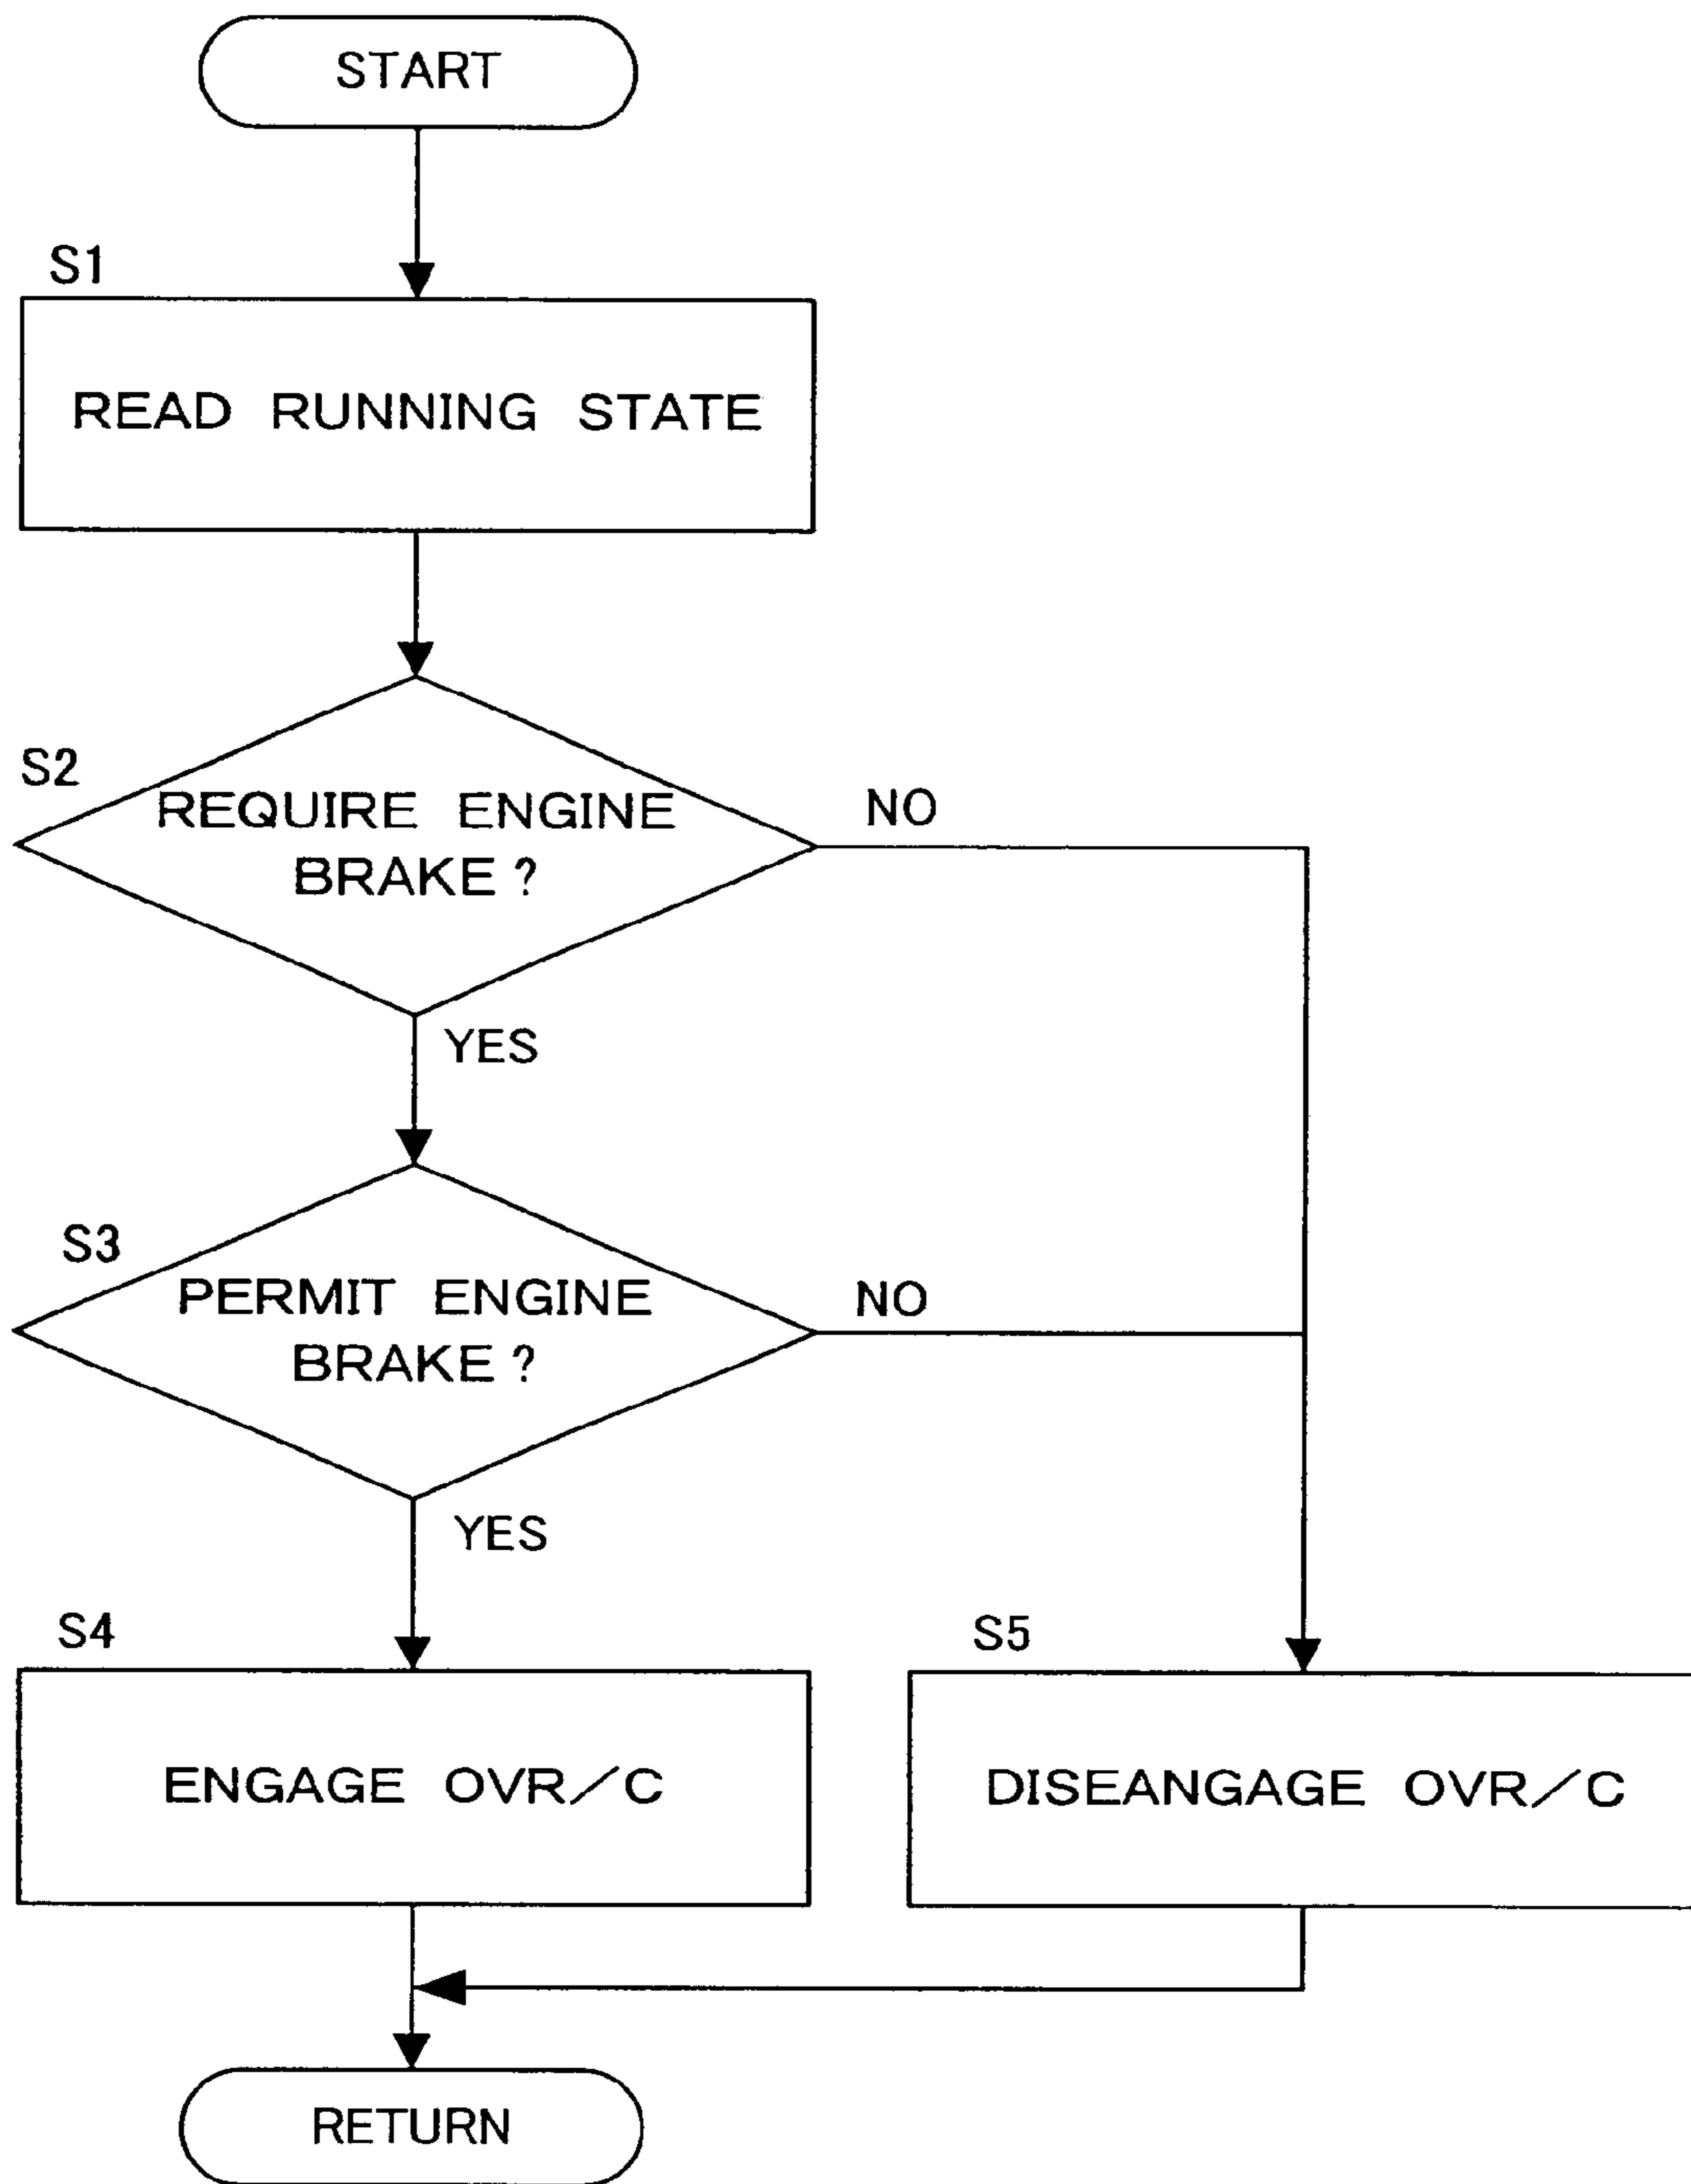 START
S1
READ RUNNING STATE
S2
REQUIRE ENGINE
BRAKE ?
NO
YES
S3
PERMIT ENGINE
BRAKE ?
NO
YES
S4
ENGAGE OVR/C
S5
DISEANGAGE OVR/C
RETURN